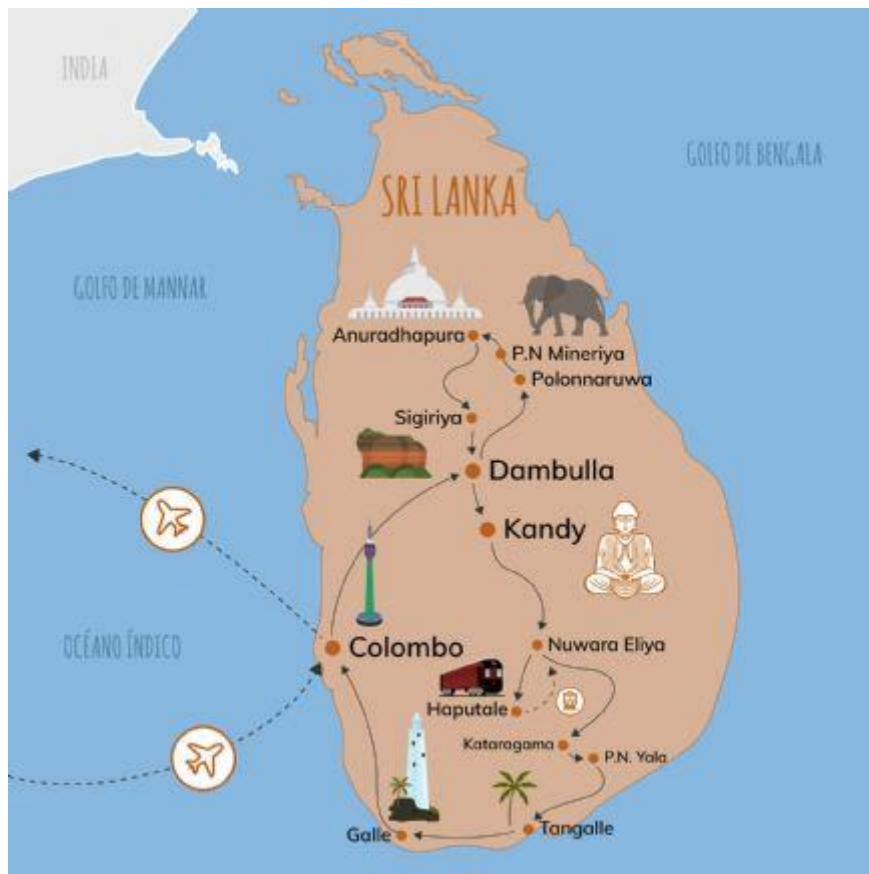 INDIA
GOLFO DE BENGALA
SRI LANKA
GOLFO DE MANNAR
Anuradhapura
P.N Mineriya
Polonnaruwa
Sigiriya
Dambulla
Kandy
OCÉANO ÍNDICO
Colombo
Nuwara Eliya
Haputale
Kataragama
P.N. Yala
Tangalle
Galle